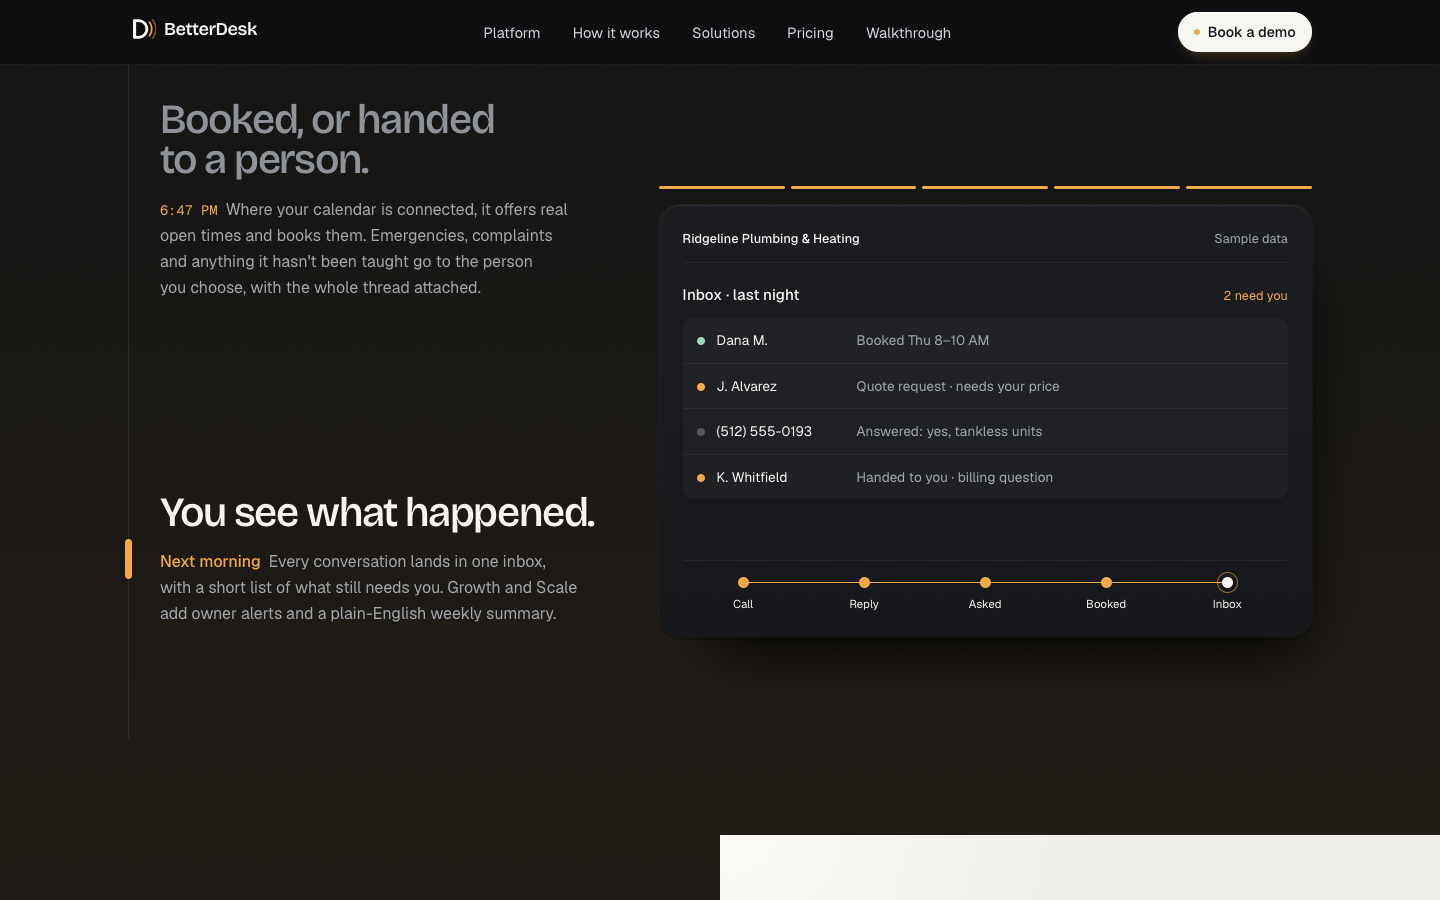 BetterDesk
Platform
How it works
Solutions
Pricing
Walkthrough
Book a demo
Booked, or handed
to a person.
6:47 PM Where your calendar is connected, it offers real
open times and books them. Emergencies, complaints
and anything it hasn't been taught go to the person
you choose, with the whole thread attached.
You see what happened.
Next morning Every conversation lands in one inbox,
with a short list of what still needs you. Growth and Scale
add owner alerts and a plain-English weekly summary.
Ridgeline Plumbing & Heating
Sample data
Inbox · last night
2 need you
Dana M. Booked Thu 8–10 AM
J. Alvarez Quote request · needs your price
(512) 555-0193 Answered: yes, tankless units
K. Whitfield Handed to you · billing question
Call
Reply
Asked
Booked
Inbox